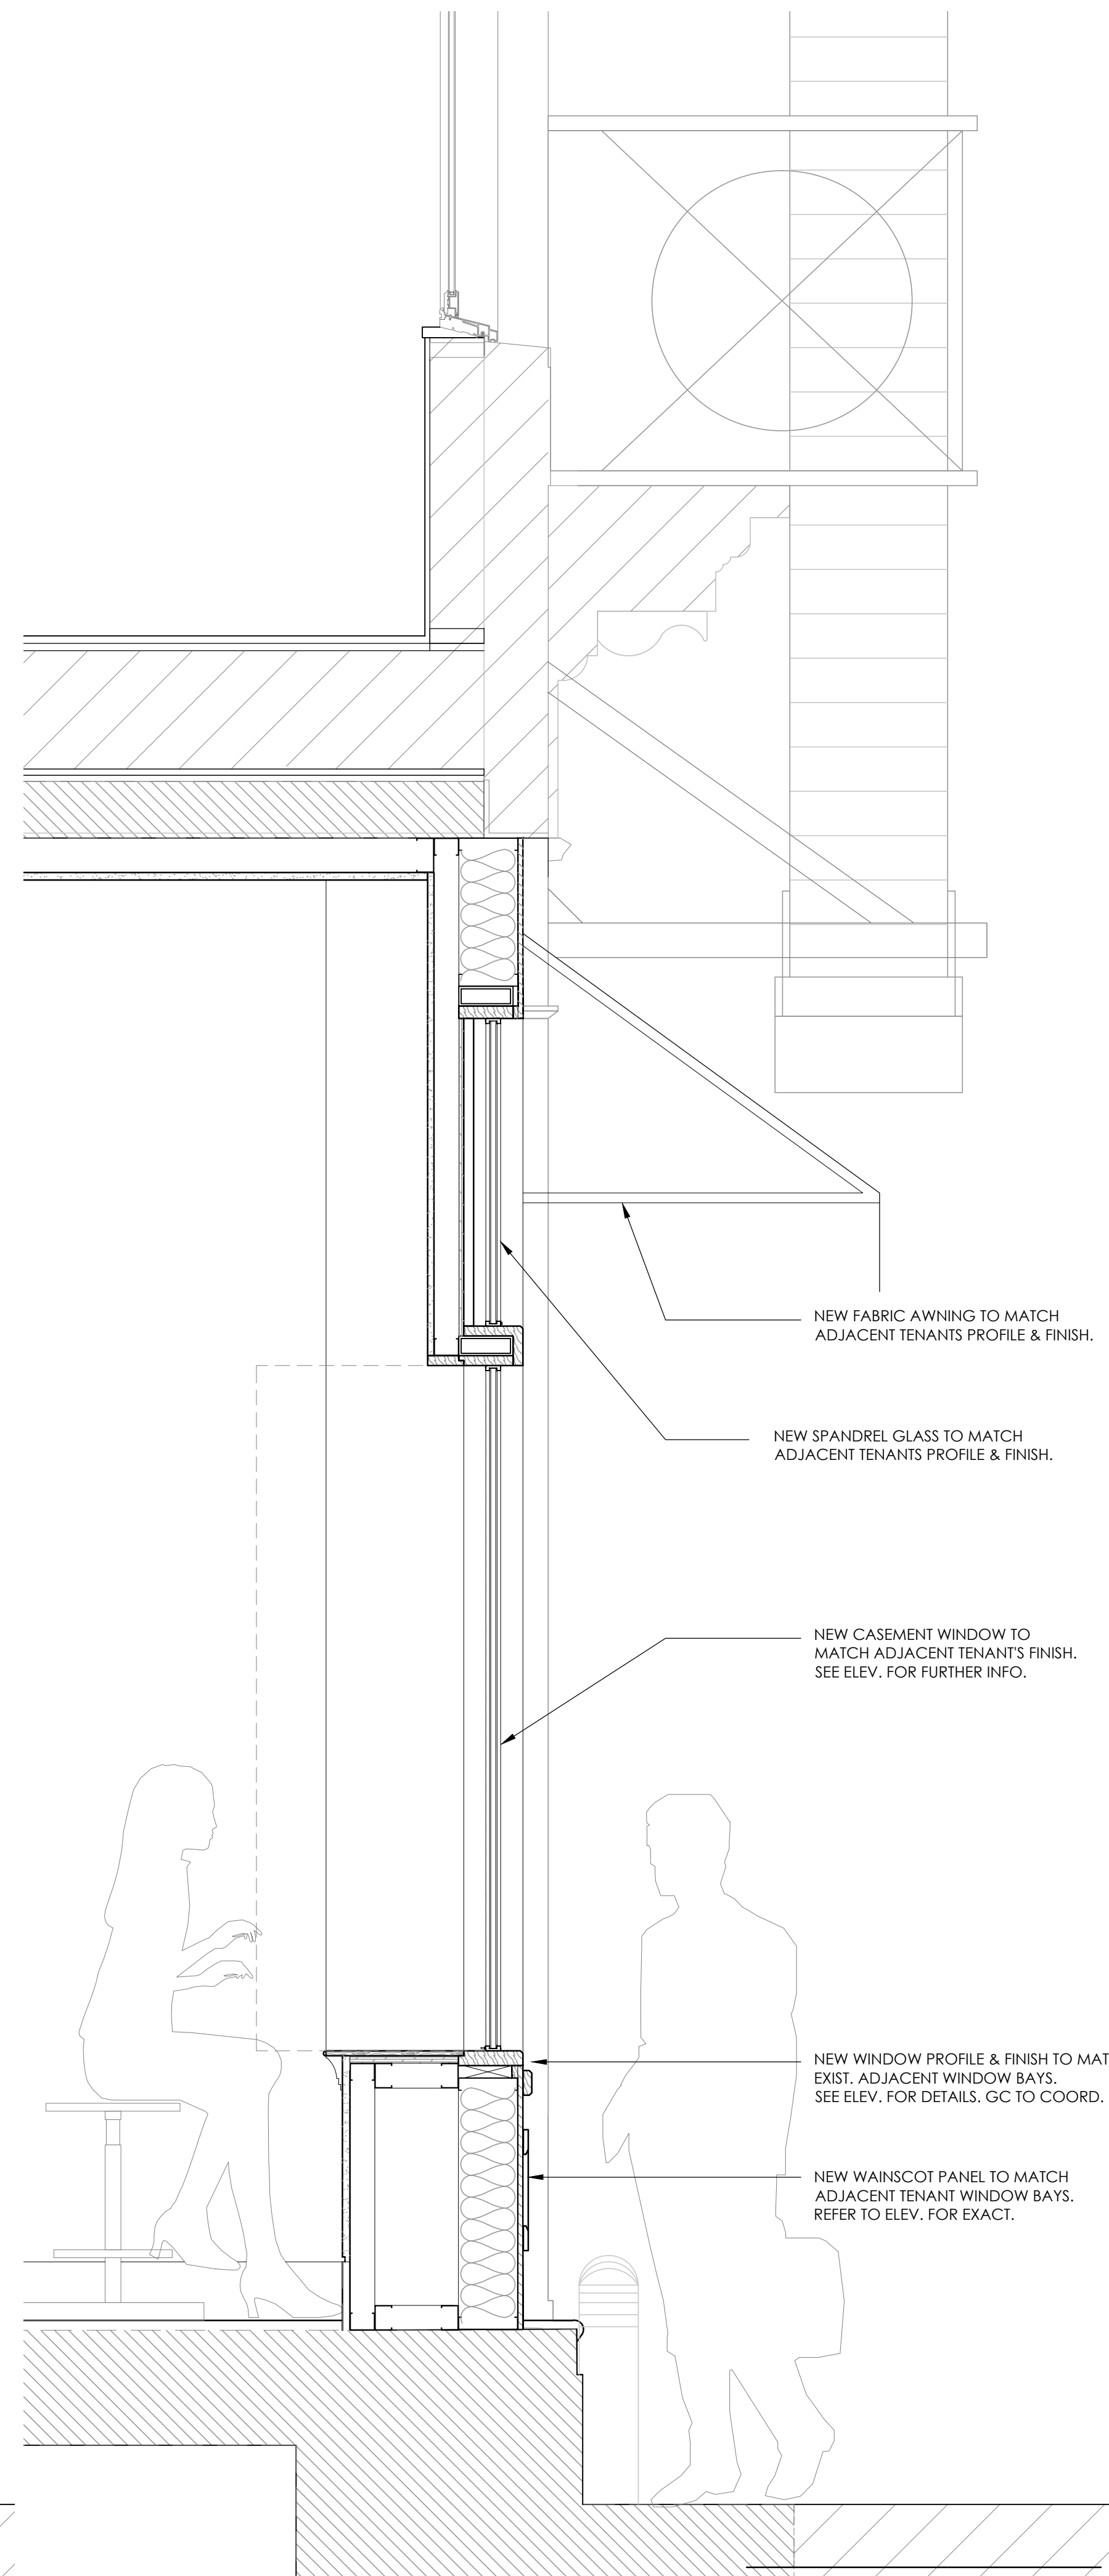 NEW FABRIC AWNING TO MATCH
ADJACENT TENANTS PROFILE & FINISH.
NEW SPANDREL GLASS TO MATCH
ADJACENT TENANTS PROFILE & FINISH.
NEW CASEMENT WINDOW TO
MATCH ADJACENT TENANT'S FINISH.
SEE ELEV. FOR FURTHER INFO.
NEW WINDOW PROFILE & FINISH TO MAT
EXIST. ADJACENT WINDOW BAYS.
SEE ELEV. FOR DETAILS. GC TO COORD.
NEW WAINSCOT PANEL TO MATCH
ADJACENT TENANT WINDOW BAYS.
REFER TO ELEV. FOR EXACT.